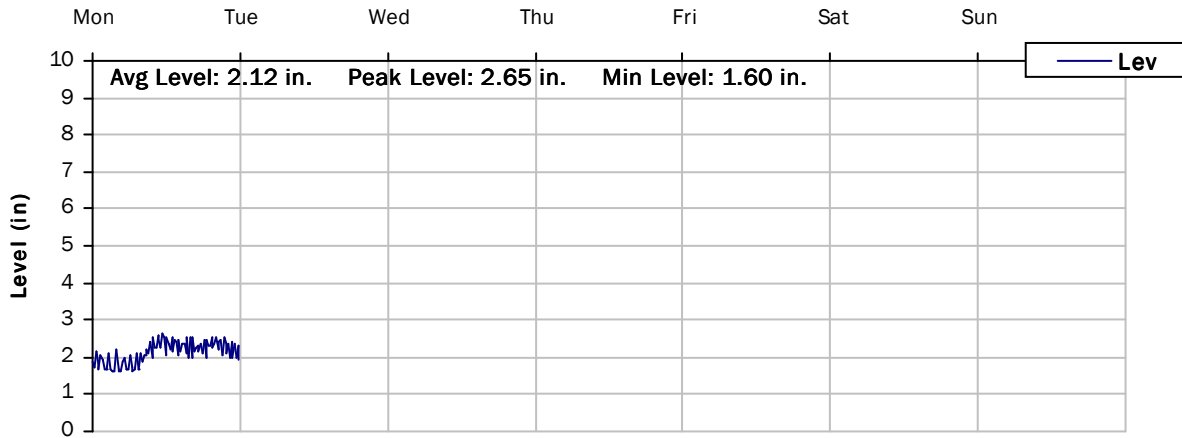 Mon Tue Wed Thu Fri Sat Sun
Lev
Avg Level: 2.12 in. Peak Level: 2.65 in. Min Level: 1.60 in.
10
9
8
7
6
5
4
3
2
1
0
Level (in)